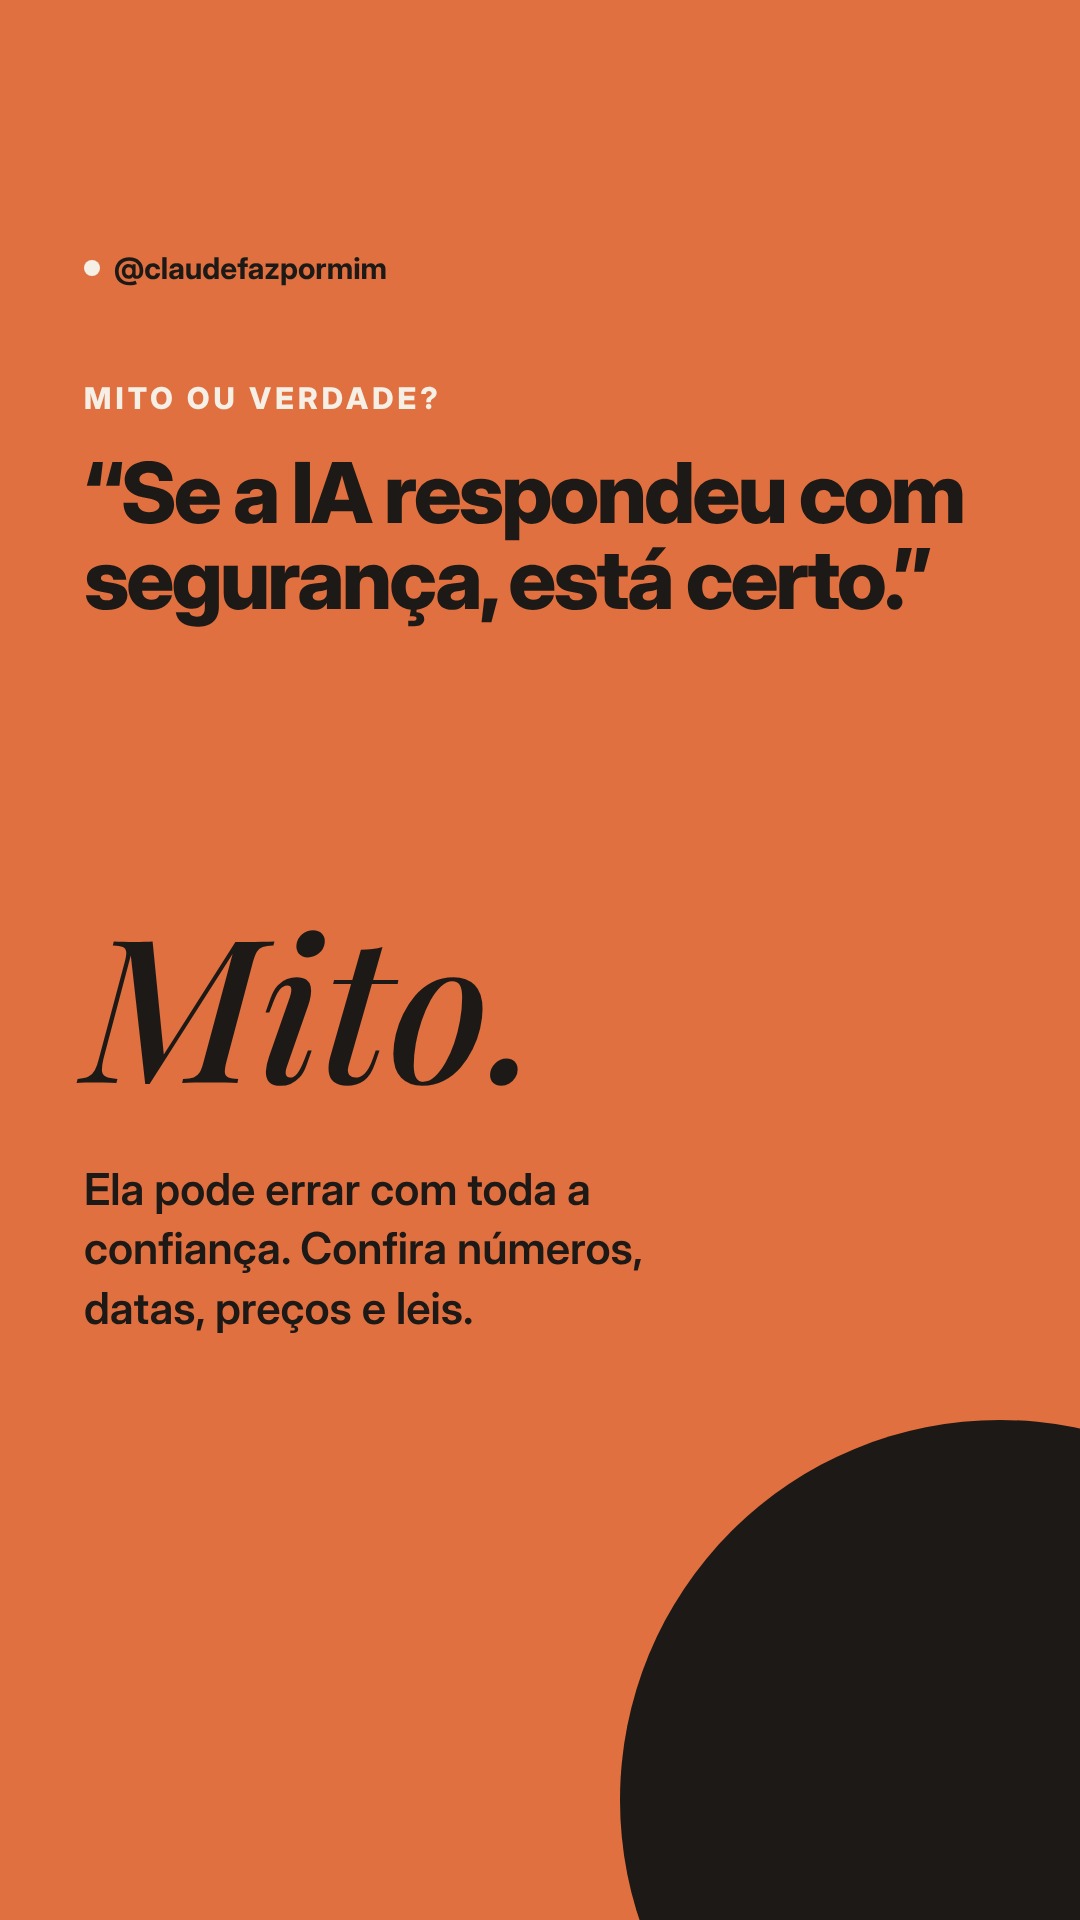 @claudefazpormim
MITO OU VERDADE?
“Se a IA respondeu com
segurança, está certo.”
Mito.
Ela pode errar com toda a
confiança. Confira números,
datas, preços e leis.